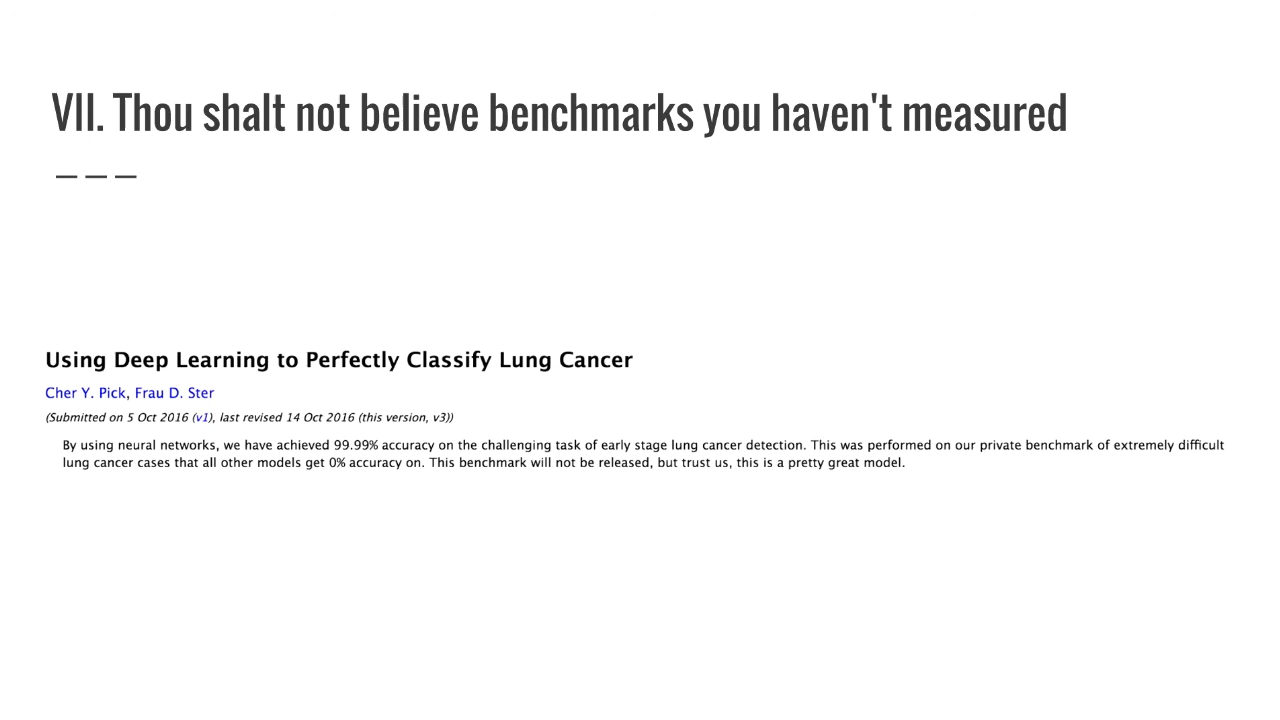 VII. Thou shalt not believe benchmarks you haven't measured
Using Deep Learning to Perfectly Classify Lung Cancer
Cher Y. Pick, Frau D. Ster
(Submitted on 5 Oct 2016 (v1), last revised 14 Oct 2016 (this version, v3))
By using neural networks, we have achieved 99.99% accuracy on the challenging task of early stage lung cancer detection. This was performed on our private benchmark of extremely difficult
lung cancer cases that all other models get 0% accuracy on. This benchmark will not be released, but trust us, this is a pretty great model.